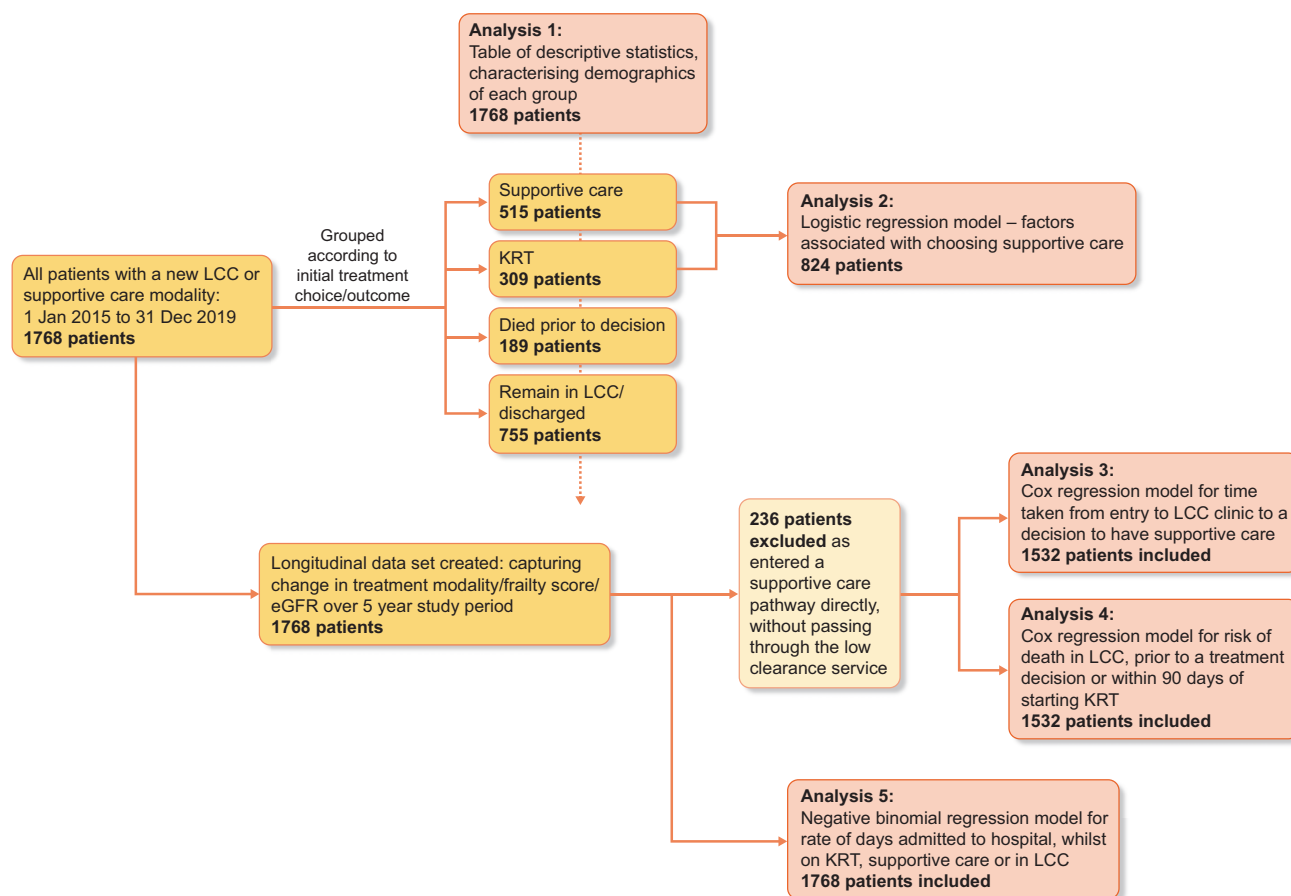 Analysis 1:
Table of descriptive statistics,
characterising demographics
of each group
1768 patients
Supportive care
515 patients
KRT
309 patients
Died prior to decision
189 patients
Remain in LCC/
discharged
755 patients
Grouped
according to
initial treatment
choice/outcome
All patients with a new LCC or
supportive care modality:
1 Jan 2015 to 31 Dec 2019
1768 patients
Analysis 2:
Logistic regression model – factors
associated with choosing supportive care
824 patients
Longitudinal data set created: capturing
change in treatment modality/frailty score/
eGFR over 5 year study period
1768 patients
236 patients
excluded as
entered a
supportive care
pathway directly,
without passing
through the low
clearance service
Analysis 3:
Cox regression model for time
taken from entry to LCC clinic to a
decision to have supportive care
1532 patients included
Analysis 4:
Cox regression model for risk of
death in LCC, prior to a treatment
decision or within 90 days of
starting KRT
1532 patients included
Analysis 5:
Negative binomial regression model for
rate of days admitted to hospital, whilst
on KRT, supportive care or in LCC
1768 patients included